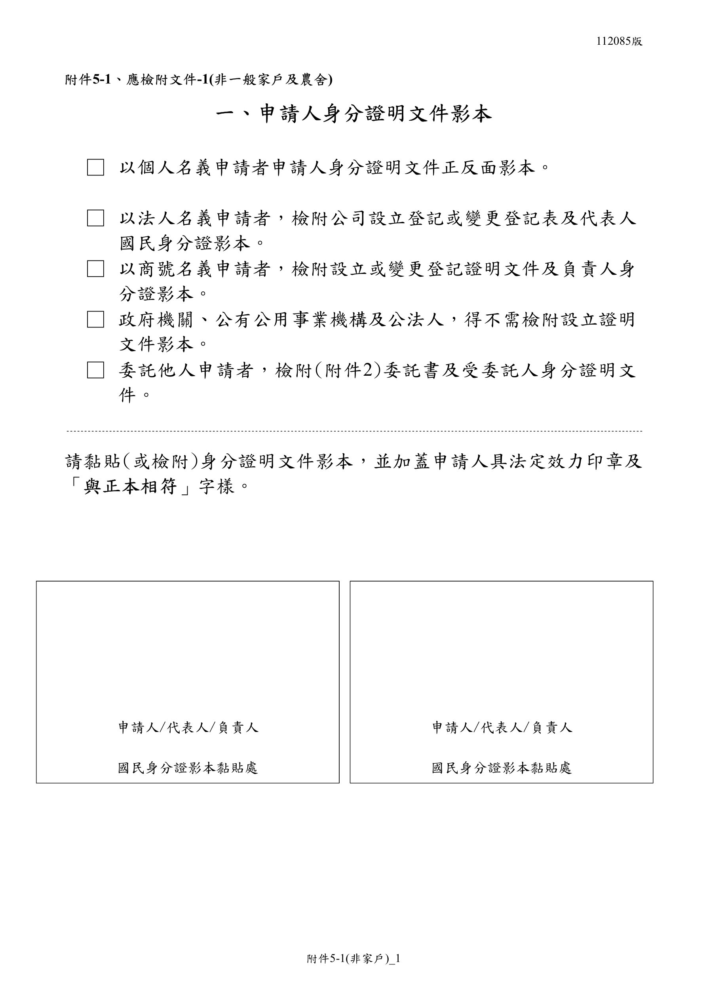 112085版
附件5-1、應檢附文件-1(非一般家戶及農舍)
一、申請人身分證明文件影本
□ 以個人名義申請者申請人身分證明文件正反面影本。
□ 以法人名義申請者，檢附公司設立登記或變更登記表及代表人
國民身分證影本。
□ 以商號名義申請者，檢附設立或變更登記證明文件及負責人身
分證影本。
□ 政府機關、公有公用事業機構及公法人，得不需檢附設立證明
文件影本。
□ 委託他人申請者，檢附(附件2)委託書及受委託人身分證明文
件。
請黏貼(或檢附)身分證明文件影本，並加蓋申請人具法定效力印章及
「與正本相符」字樣。
申請人/代表人/負責人
國民身分證影本黏貼處
申請人/代表人/負責人
國民身分證影本黏貼處
附件5-1(非家戶)_1